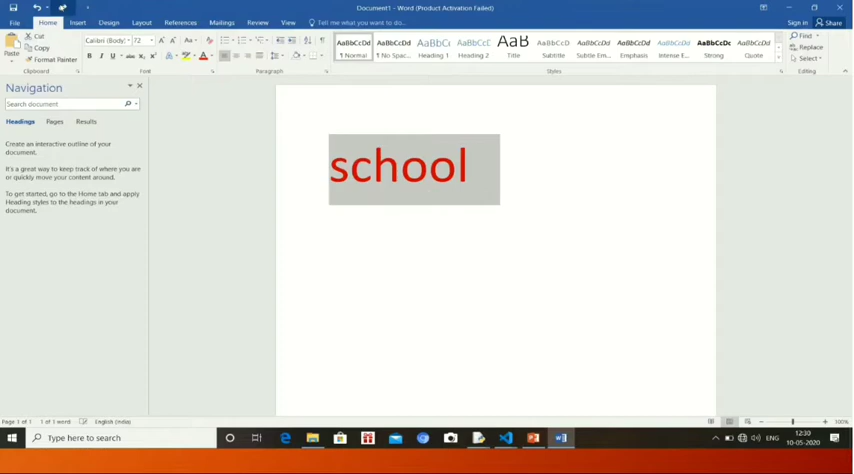 Document1 - Word (Product Activation Failed)
File Home Insert Design Layout References Mailings Review View Tell me what you want to do... Sign in Share
Paste
Cut
Copy
Format Painter
Clipboard
Calibri (Body) 72
Font
Paragraph
AaBbCcDd AaBbCcDd AaBbCc AaBbCcC AaB AaBbCcD AaBbCcDd AaBbCcDd AaBbCcDd AaBbCcDc AaBbCcDd
¶ Normal ¶ No Spac... Heading 1 Heading 2 Title Subtitle Subtle Em... Emphasis Intense E... Strong Quote
Styles
Find
Replace
Select
Editing
Navigation
Search document
Headings Pages Results
Create an interactive outline of your
document.
It's a great way to keep track of where you are
or quickly move your content around.
To get started, go to the Home tab and apply
Heading styles to the headings in your
document.
school
Page 1 of 1 1 of 1 word English (India) 100%
Type here to search
ENG
12:30
10-05-2020